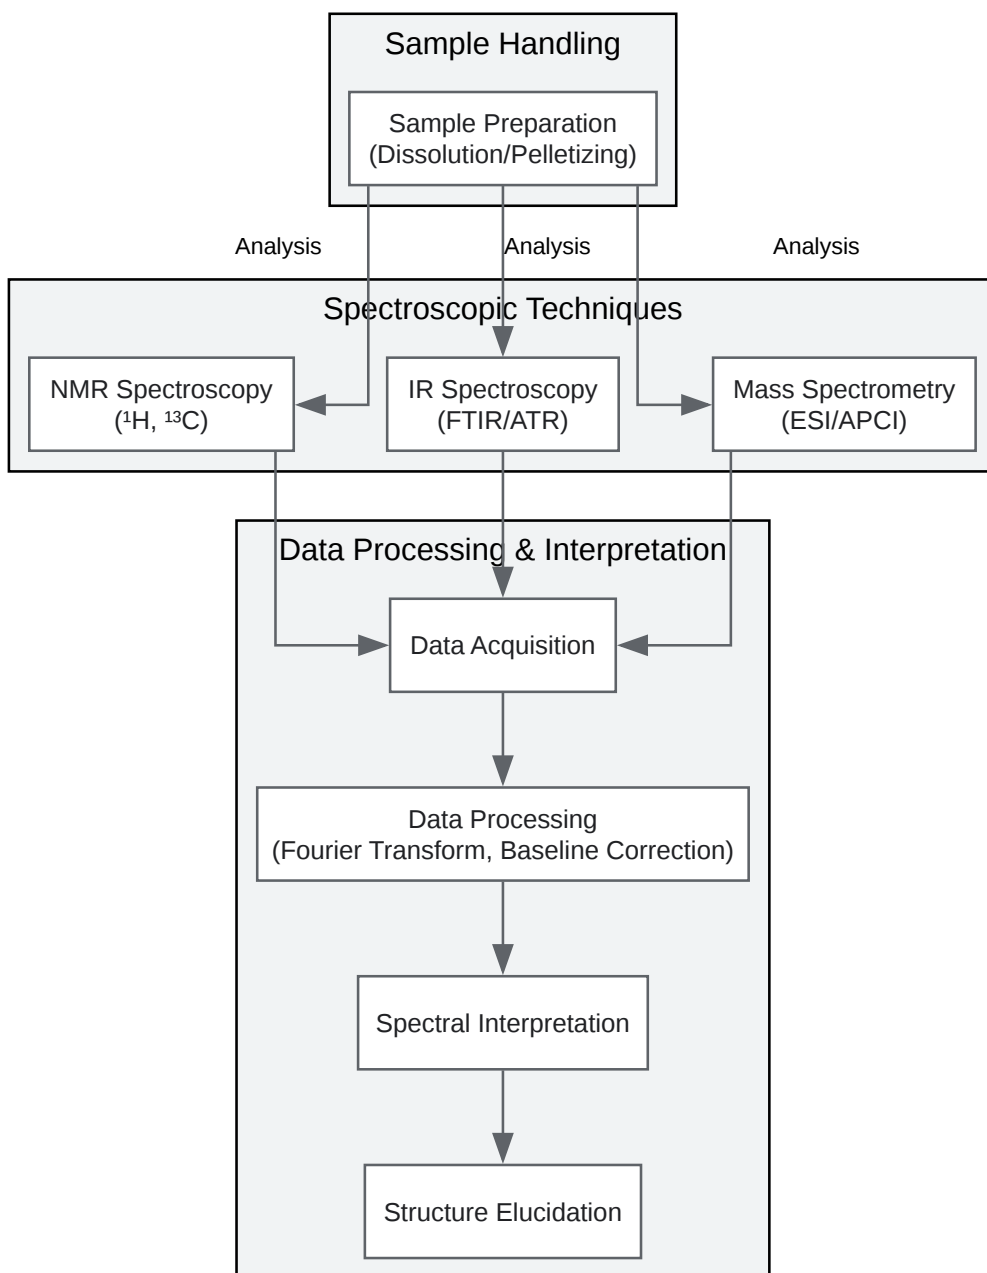 Sample Handling
Sample Preparation
(Dissolution/Pelletizing)
Analysis
Analysis
Analysis
Spectroscopic Techniques
NMR Spectroscopy
(¹H, ¹³C)
IR Spectroscopy
(FTIR/ATR)
Mass Spectrometry
(ESI/APCI)
Data Processing & Interpretation
Data Acquisition
Data Processing
(Fourier Transform, Baseline Correction)
Spectral Interpretation
Structure Elucidation